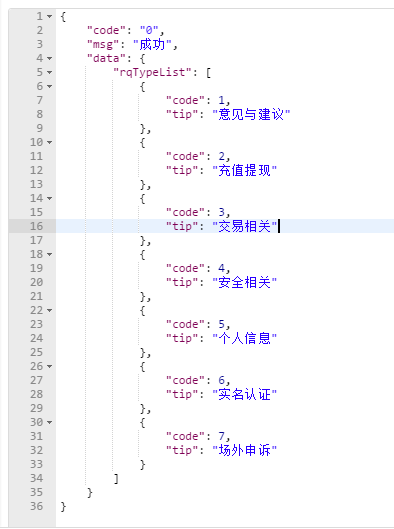 1 {
2 "code": "0",
3 "msg": "成功",
4 "data": {
5 "rqTypeList": [
6 {
7 "code": 1,
8 "tip": "意见与建议"
9 },
10 {
11 "code": 2,
12 "tip": "充值提现"
13 },
14 {
15 "code": 3,
16 "tip": "交易相关"
17 },
18 {
19 "code": 4,
20 "tip": "安全相关"
21 },
22 {
23 "code": 5,
24 "tip": "个人信息"
25 },
26 {
27 "code": 6,
28 "tip": "实名认证"
29 },
30 {
31 "code": 7,
32 "tip": "场外申诉"
33 }
34 ]
35 }
36 }